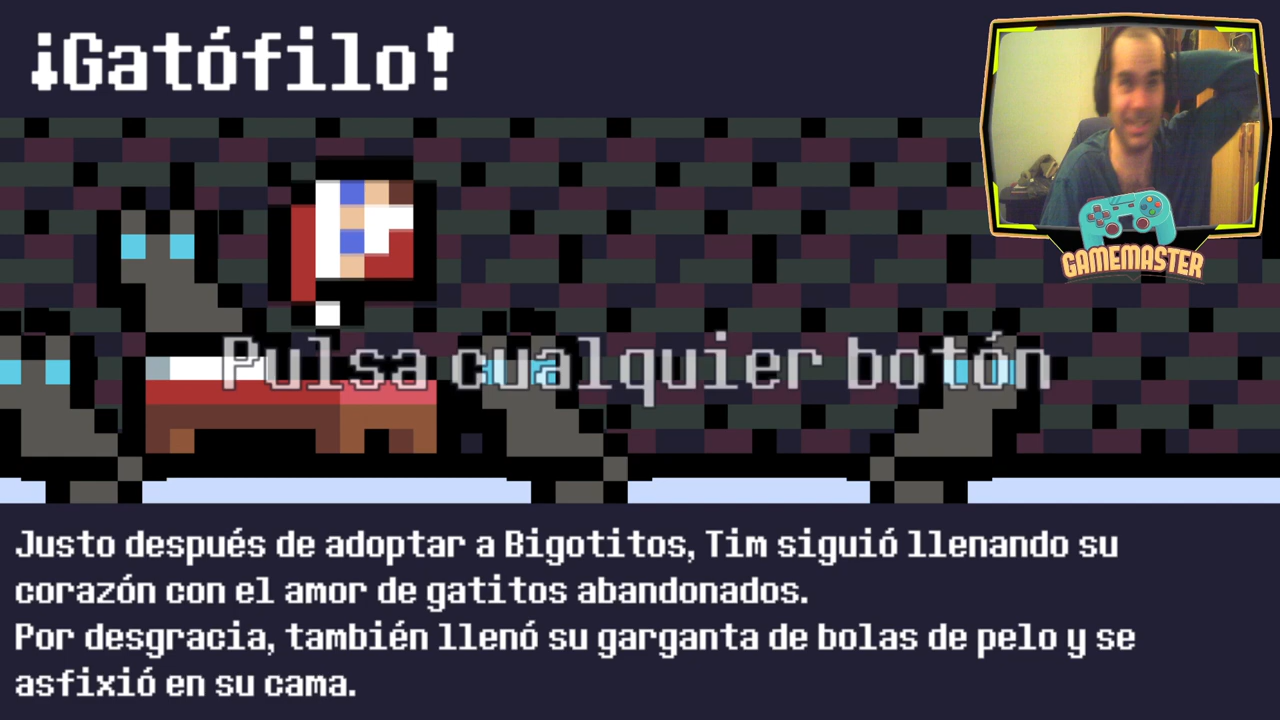 ¡Gatófilo!
GAMEMASTER
Pulsa cualquier botón
Justo después de adoptar a Bigotitos, Tim siguió llenando su
corazón con el amor de gatitos abandonados.
Por desgracia, también llenó su garganta de bolas de pelo y se
asfixió en su cama.